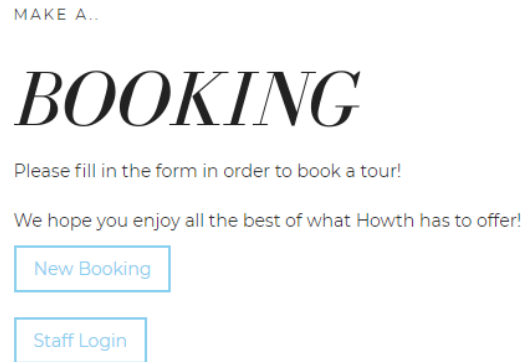 MAKE A..
BOOKING
Please fill in the form in order to book a tour!
We hope you enjoy all the best of what Howth has to offer!
New Booking
Staff Login